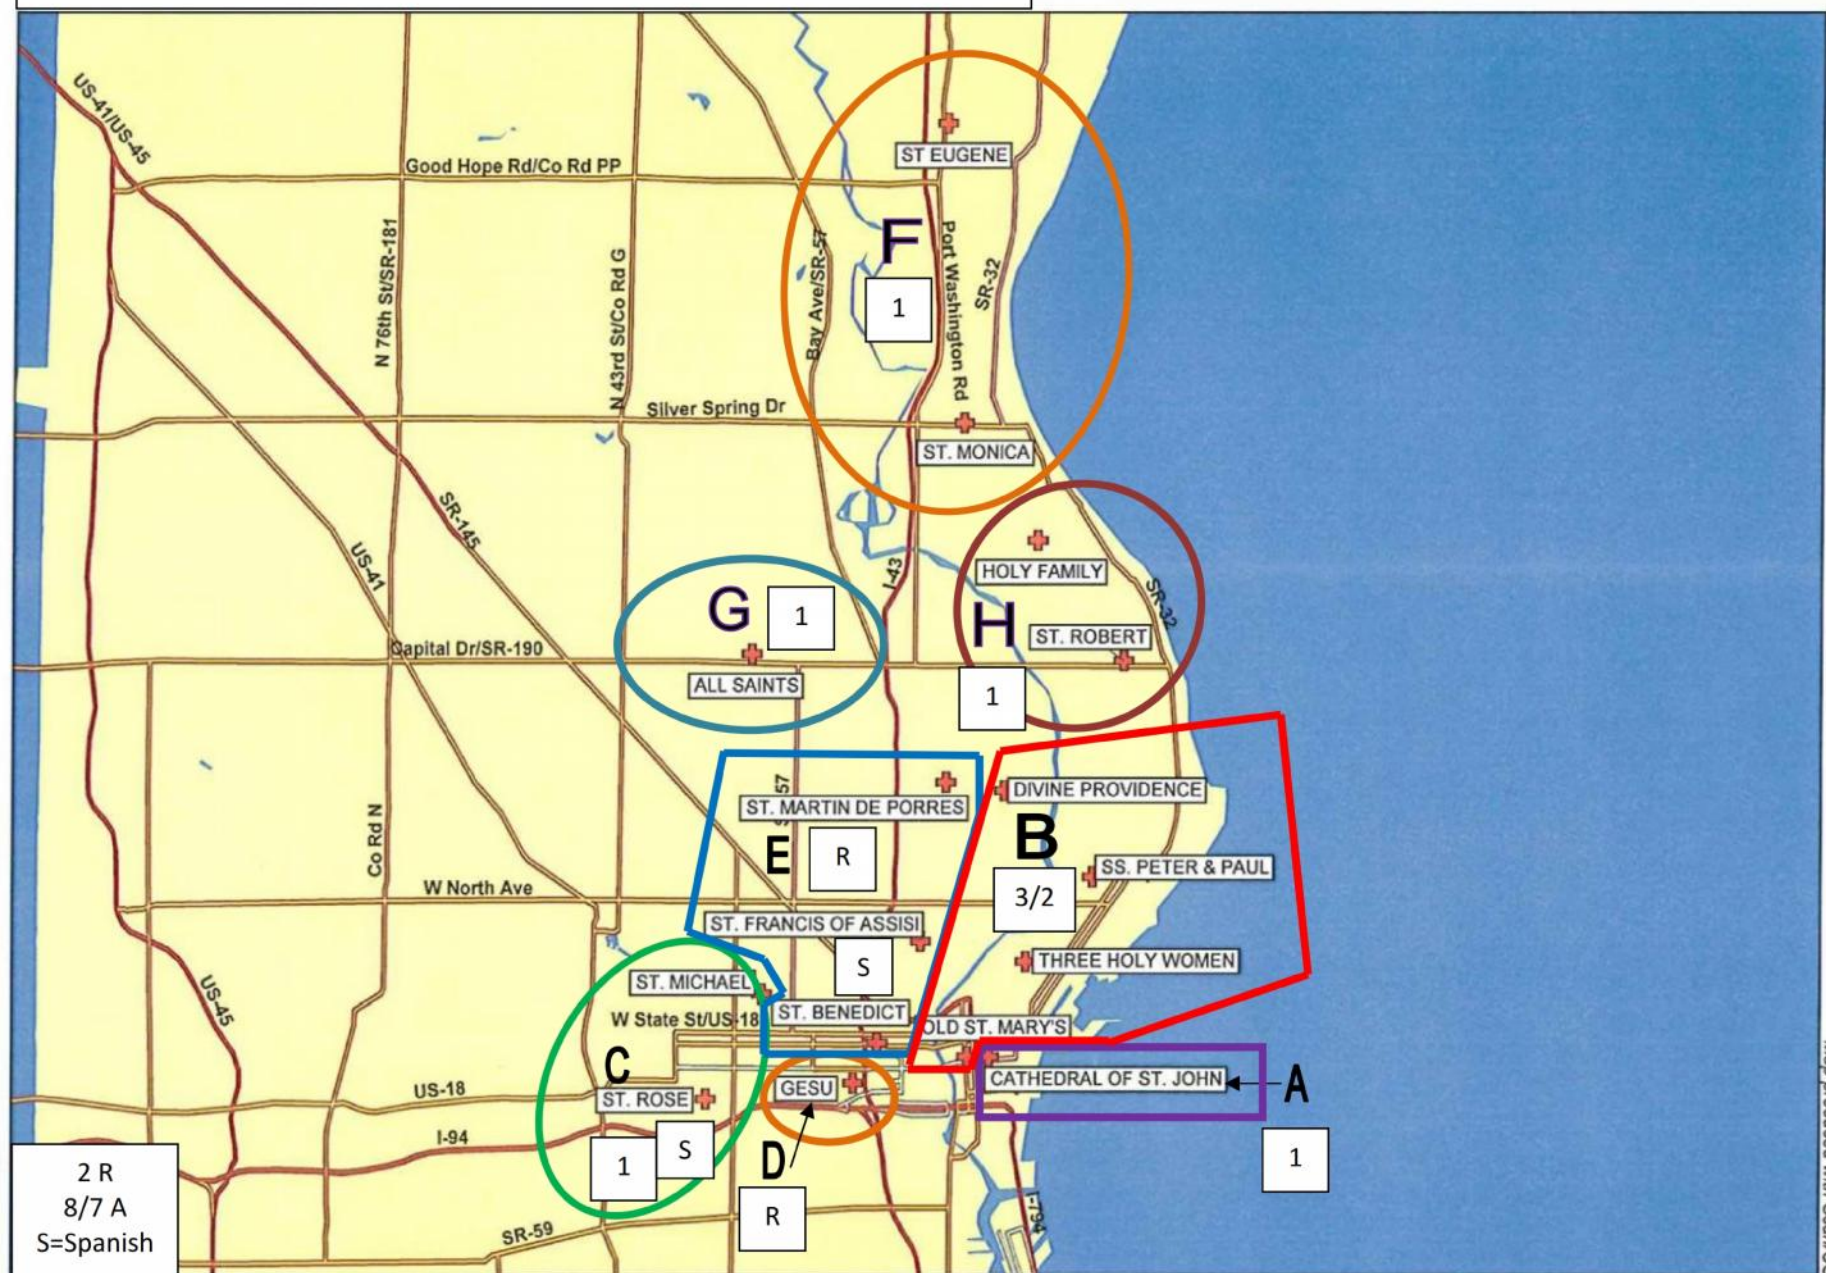 US-41/US-45
ST EUGENE
Good Hope Rd/Co Rd PP
F
1
N 76th St/SR-181
N 43rd St/Co Rd G
Bay Ave/SR-57
Port Washington Rd
SR-32
Silver Spring Dr
ST. MONICA
SR-145
US-41
I-43
HOLY FAMILY
SR-32
G
1
H
ST. ROBERT
Capital Dr/SR-190
ALL SAINTS
1
57
ST. MARTIN DE PORRES
DIVINE PROVIDENCE
E
R
B
Co Rd N
SS. PETER & PAUL
3/2
W North Ave
ST. FRANCIS OF ASSISI
S
THREE HOLY WOMEN
ST. MICHAEL
US-45
ST. BENEDICT
W State St/US-18
OLD ST. MARY'S
C
CATHEDRAL OF ST. JOHN
A
US-18
ST. ROSE
GESU
I-94
S
1
D
1
2 R
8/7 A
S=Spanish
R
SR-59
I-794